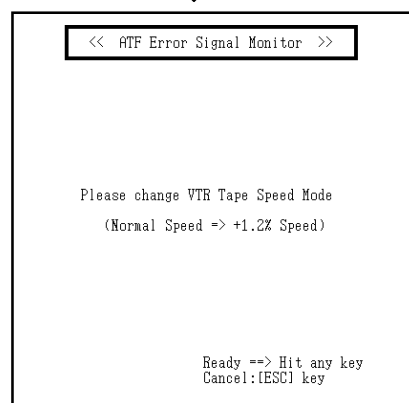 << ATF Error Signal Monitor >>
Please change VTR Tape Speed Mode
(Normal Speed => +1.2% Speed)
Ready ==> Hit any key
Cancel:[ESC] key